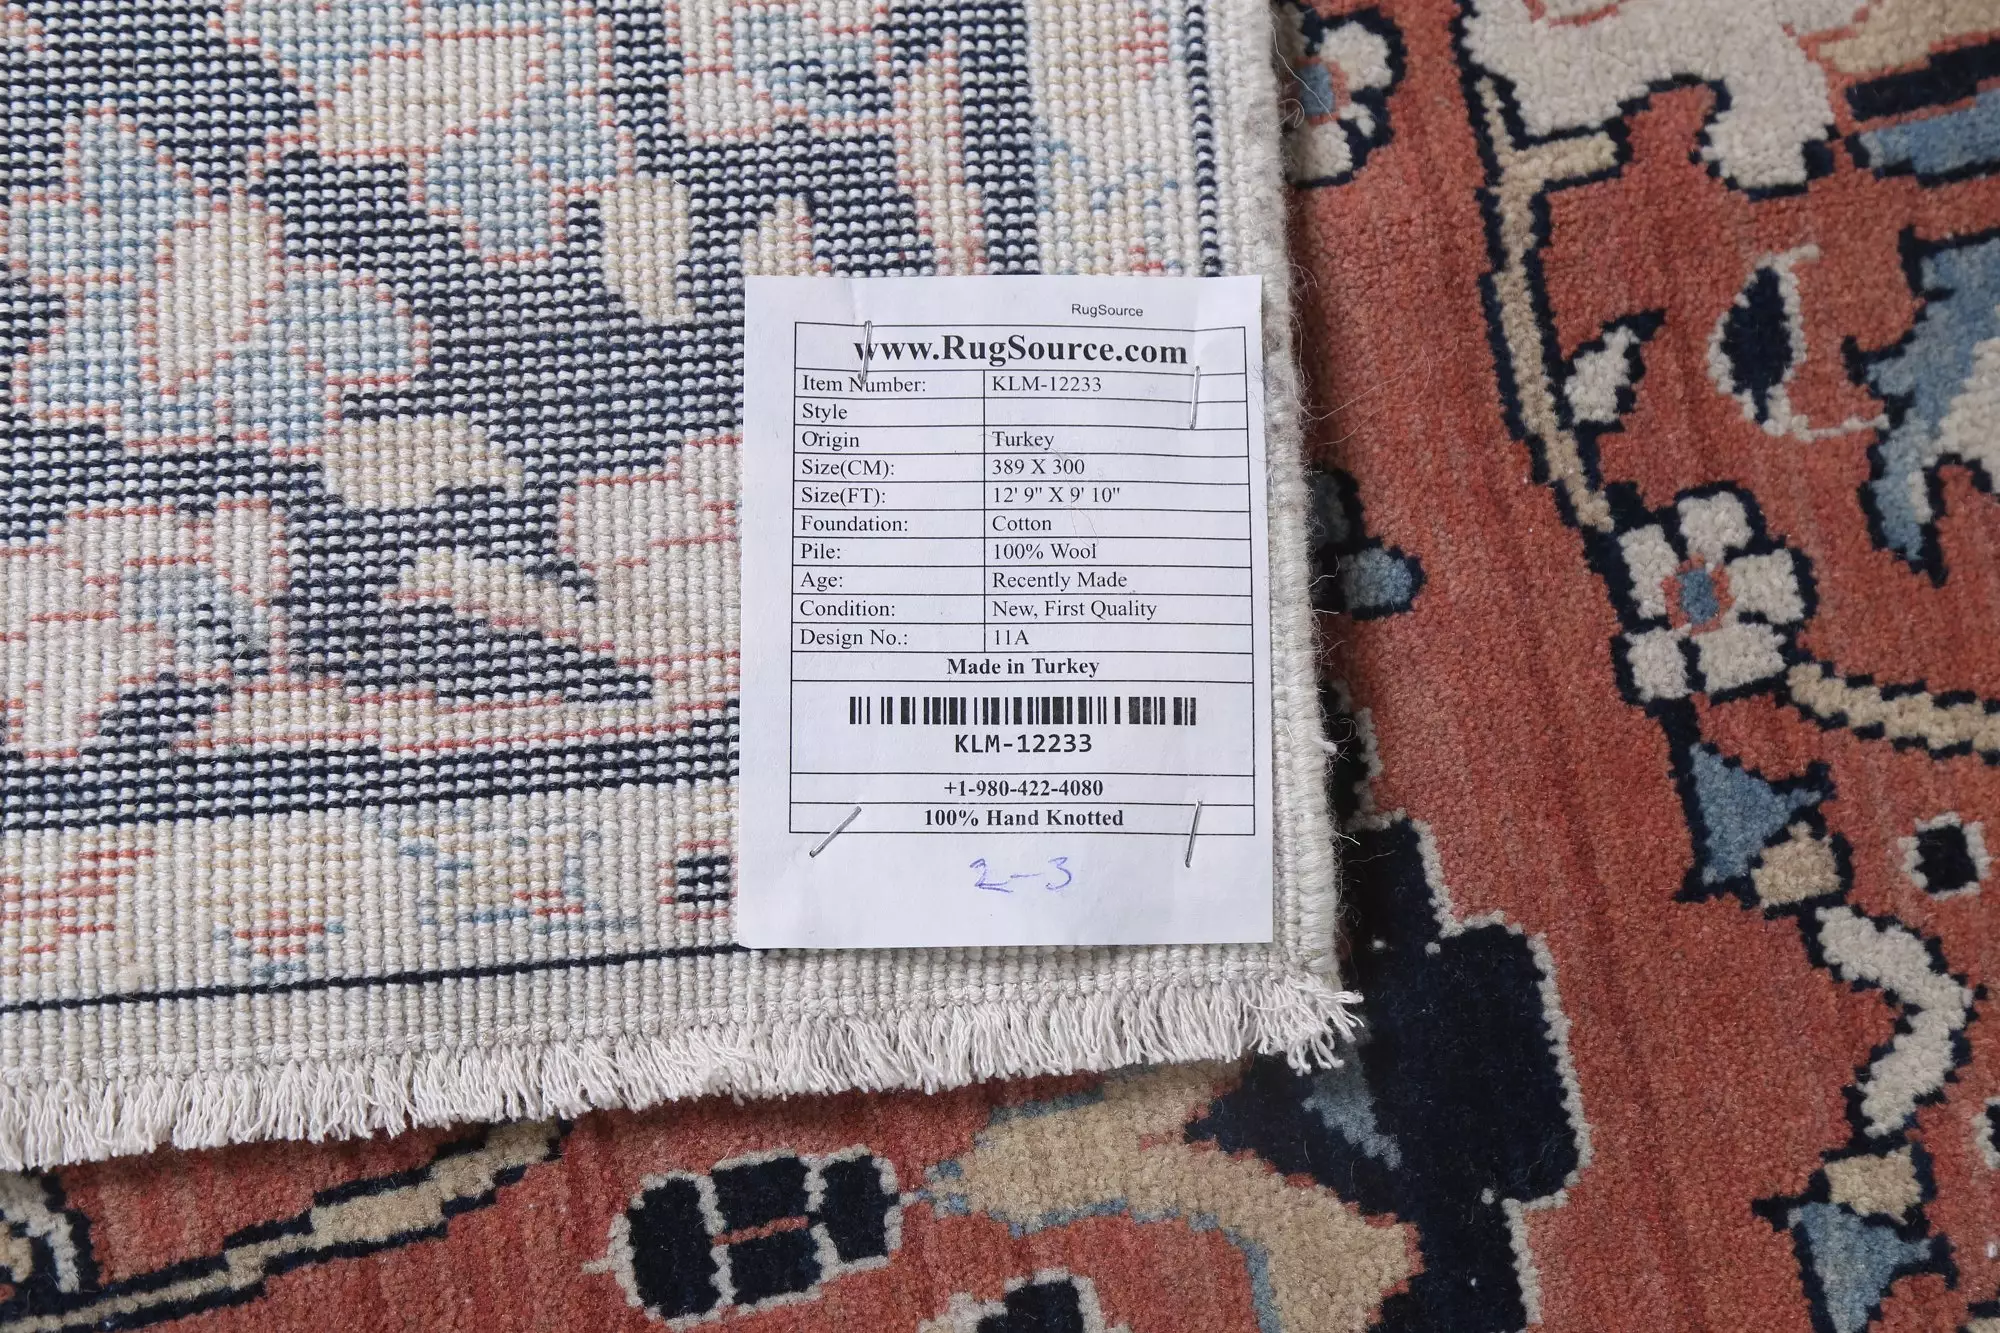 RugSource
www.RugSource.com
Item Number: KLM-12233
Style
Origin Turkey
Size(CM): 389 X 300
Size(FT): 12' 9" X 9' 10"
Foundation: Cotton
Pile: 100% Wool
Age: Recently Made
Condition: New, First Quality
Design No.: 11A
Made in Turkey
KLM-12233
+1-980-422-4080
100% Hand Knotted
2-3